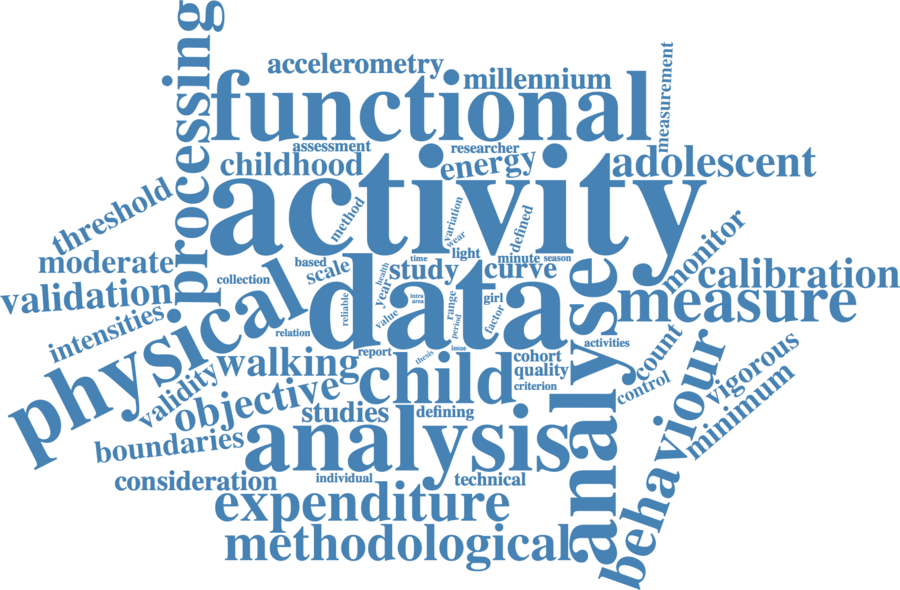 processing
accelerometry
millennium
measurement
functional
assessment
researcher
childhood
energy
adolescent
activity
threshold
method
variation
wear
defined
monitor
moderate
based
scale
collection
time
health
year
light
minute
season
study
curve
calibration
validation
intensities
physical
data
reliable
value
intra
area
range
period
girl
factor
measure
analyse
relation
report
thesis
issue
activities
count
control
behaviour
vigorous
minimum
walking
validity
objective
child
cohort
quality
criterion
studies
defining
boundaries
analysis
consideration
individual
technical
expenditure
methodological